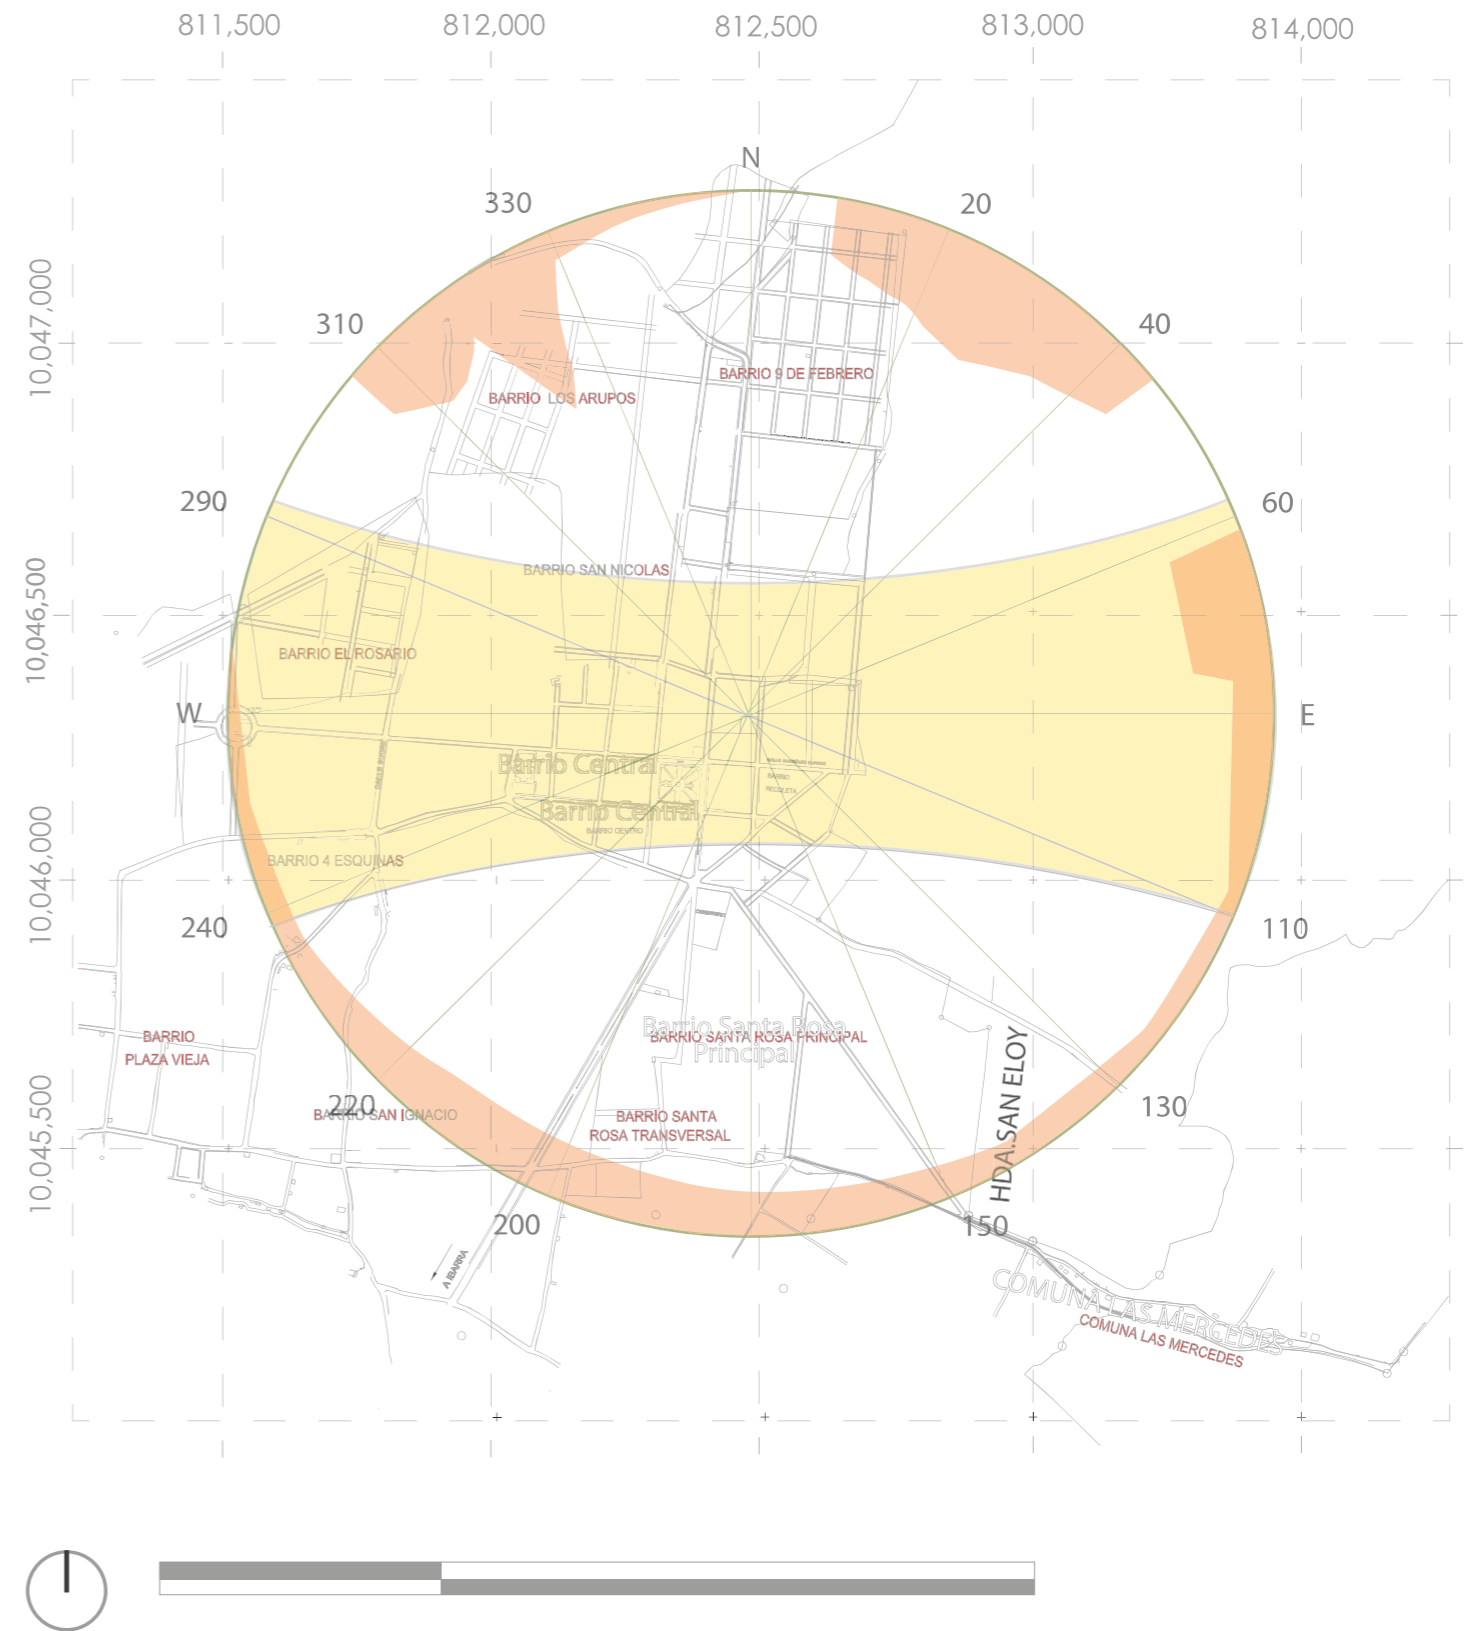 811,500
812,000
812,500
813,000
814,000
N
330
20
10,047,000
310
40
BARRIO 9 DE FEBRERO
BARRIO LOS ARUPOS
290
60
BARRIO SAN NICOLAS
10,046,500
BARRIO EL ROSARIO
W
E
Barrio Central
BARRIO
RECOLETA
Barrio Central
BARRIO CENTRO
BARRIO 4 ESQUINAS
10,046,000
240
110
Barrio Santa Rosa
Principal
BARRIO SANTA ROSA PRINCIPAL
BARRIO
PLAZA VIEJA
HDA.SAN ELOY
220
BARRIO SAN IGNACIO
130
BARRIO SANTA
ROSA TRANSVERSAL
10,045,500
200
150
A IBARRA
COMUNA LAS MERCEDES
COMUNA LAS MERCEDES